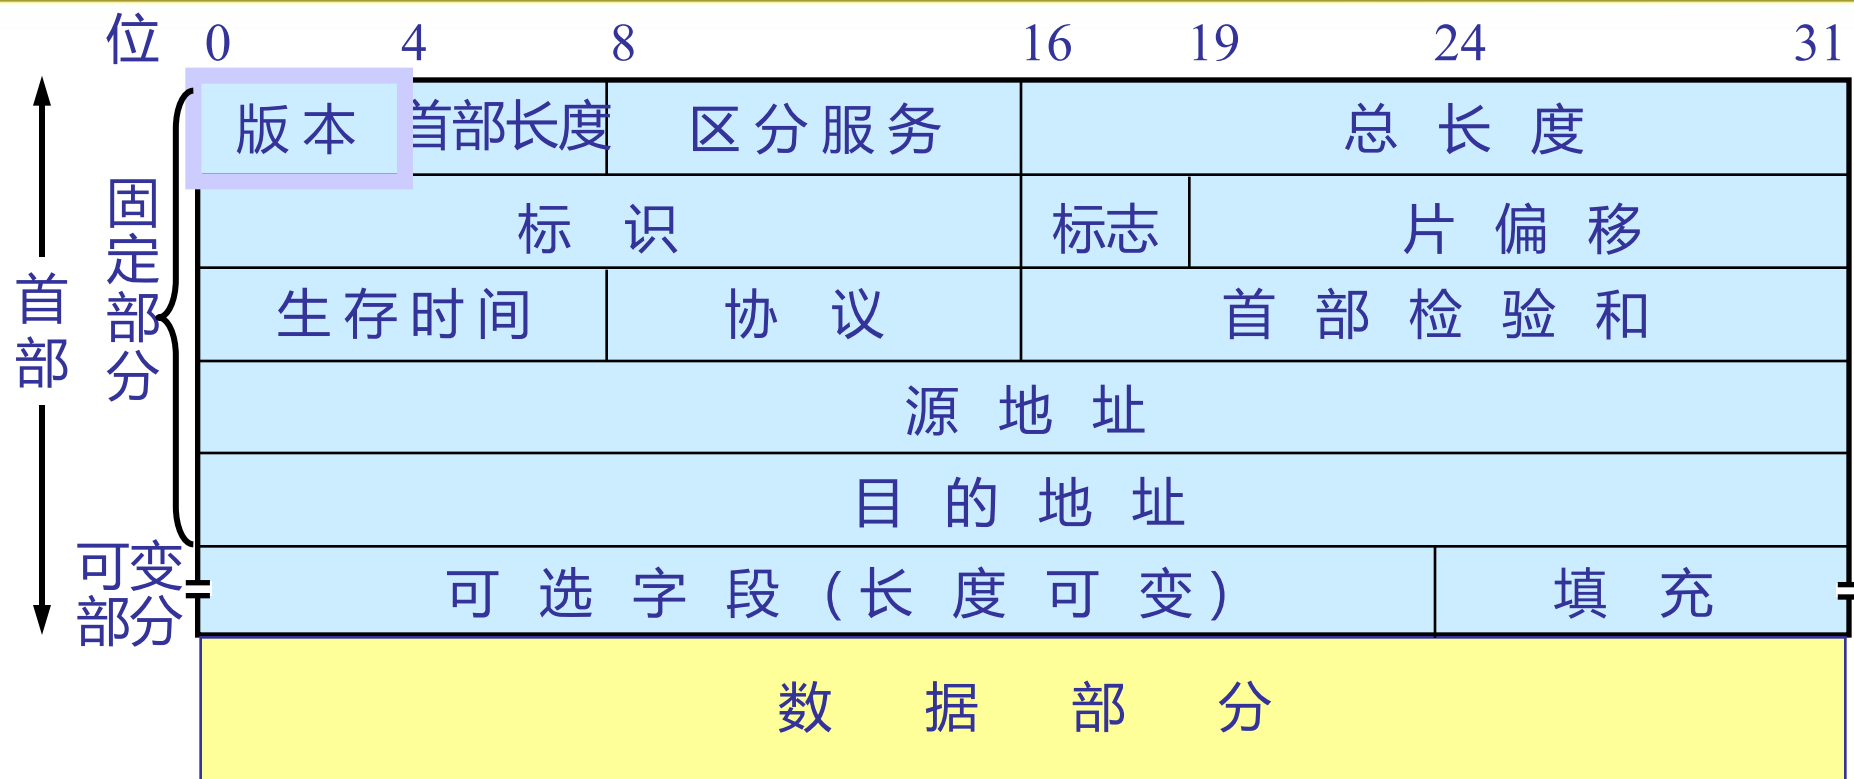 位 0 4 8 16 19 24 31
版本 首部长度 区分服务 总长度
标识 标志 片偏移
生存时间 协议 首部检验和
源地址
目的地址
可选字段(长度可变) 填充
数据部分
首部
固定部分
可变
部分